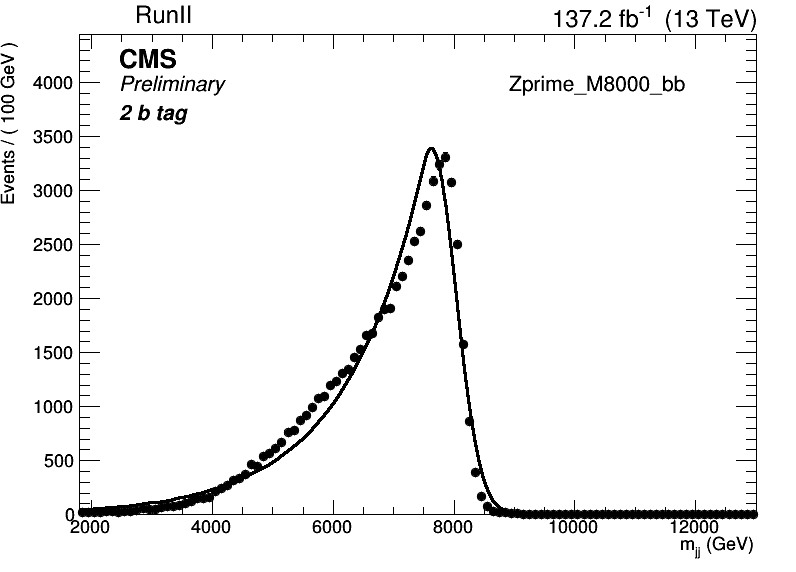 RunII
137.2 fb-1 (13 TeV)
CMS
Preliminary
2 b tag
Zprime_M8000_bb
Events / ( 100 GeV )
4000
3500
3000
2500
2000
1500
1000
500
0
2000 4000 6000 8000 10000 12000
mjj (GeV)